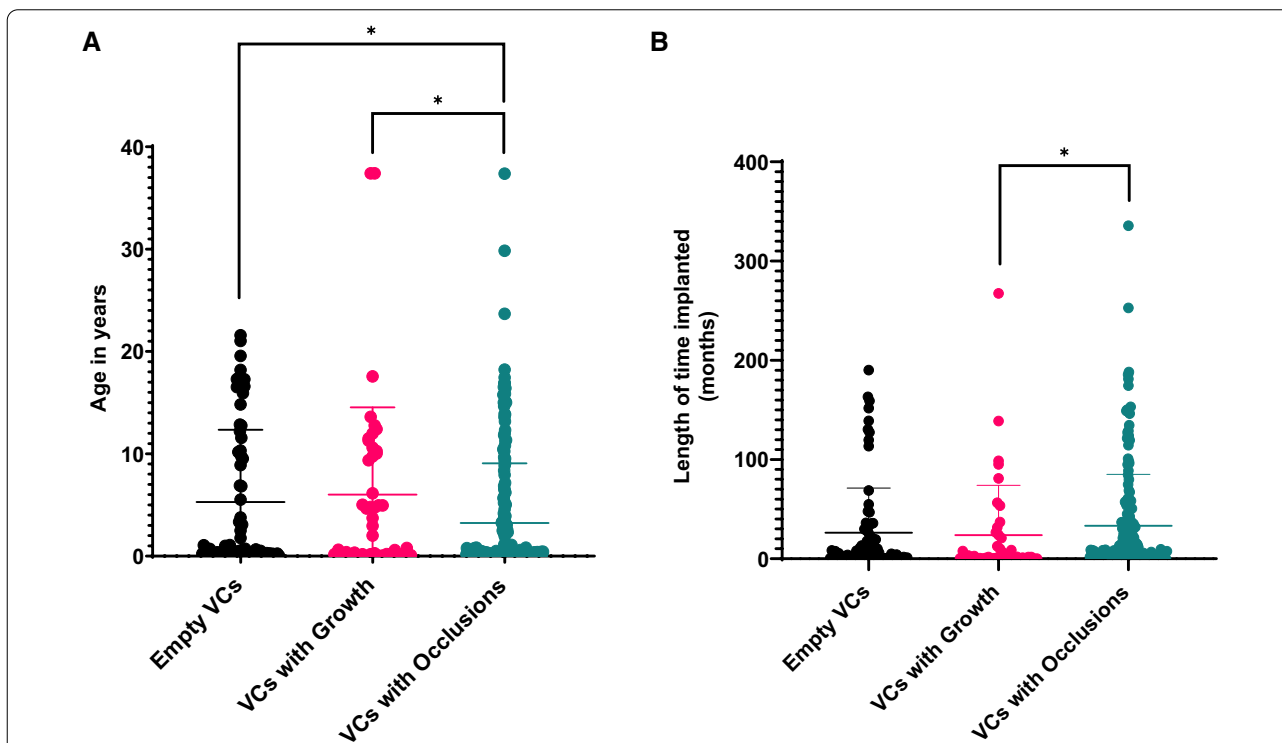 A
*
*
40
30
20
10
0
Age in years
Empty VCs
VCs with Growth
VCs with Occlusions
B
*
400
300
200
100
0
Length of time implanted
(months)
Empty VCs
VCs with Growth
VCs with Occlusions